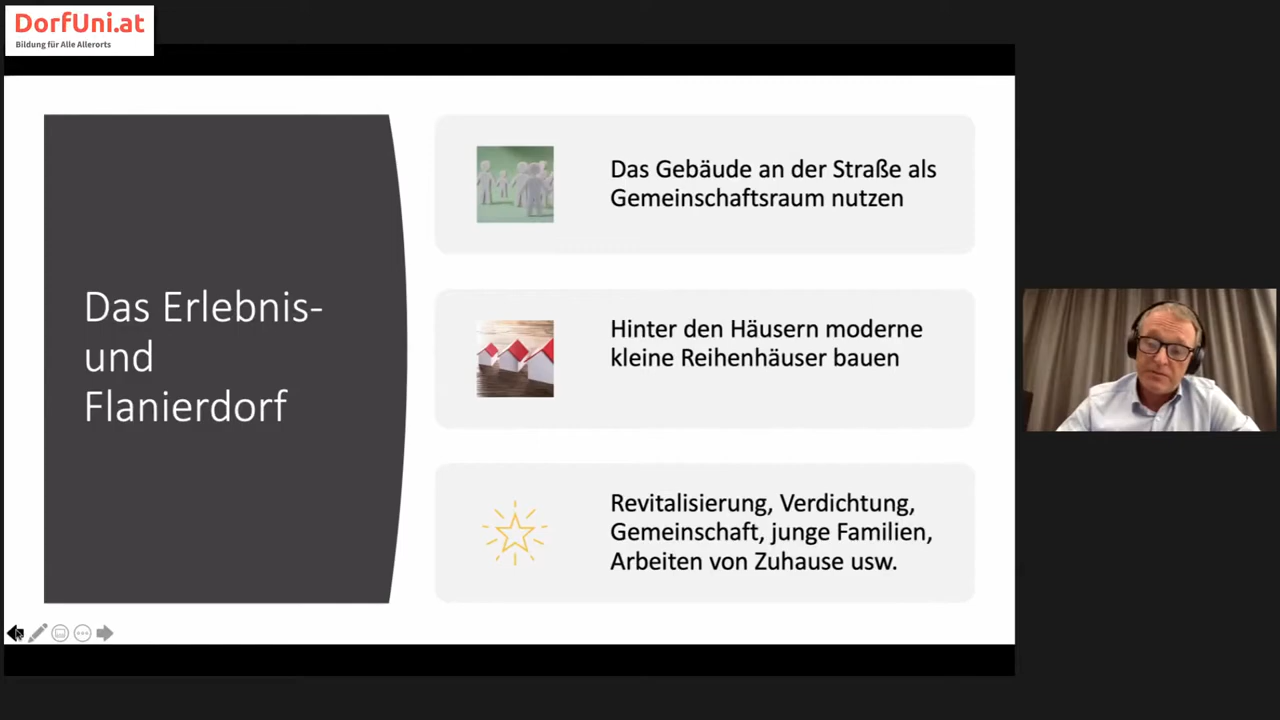 DorfUni.at
Bildung für Alle Allerorts
Das Erlebnis-
und
Flanierdorf
Das Gebäude an der Straße als
Gemeinschaftsraum nutzen
Hinter den Häusern moderne
kleine Reihenhäuser bauen
Revitalisierung, Verdichtung,
Gemeinschaft, junge Familien,
Arbeiten von Zuhause usw.